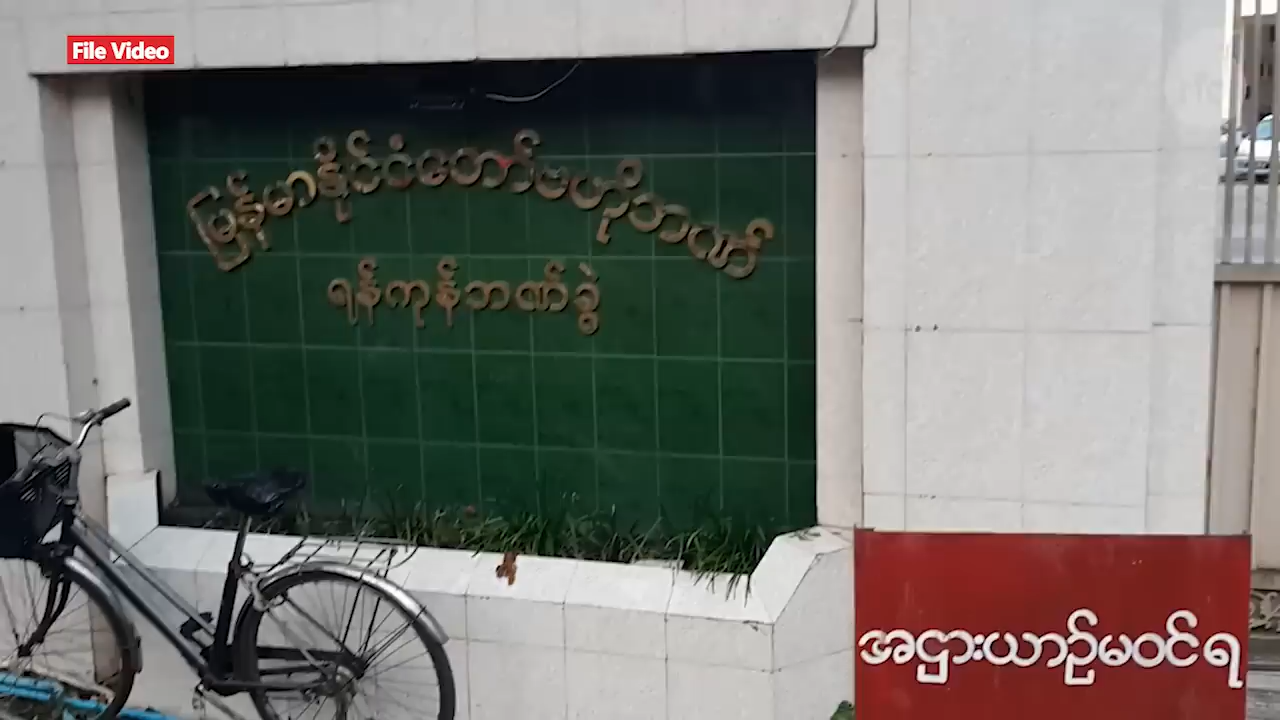 File Video
မြန်မာနိုင်ငံတော်ဗဟိုဘဏ်
ရန်ကုန်ဘဏ်ခွဲ
အငှားယာဉ်မဝင်ရ